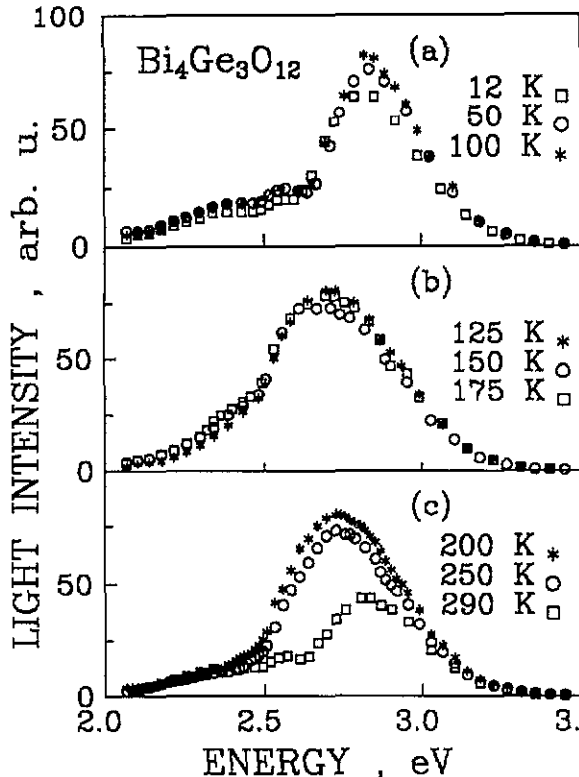 100
Bi₄Ge₃O₁₂
(a)
12 K □
50 K ○
100 K *
50
0
(b)
125 K *
150 K ○
175 K □
50
0
(c)
200 K *
250 K ○
290 K □
50
0
2.0 2.5 3.0 3.
ENERGY , eV
LIGHT INTENSITY , arb. u.